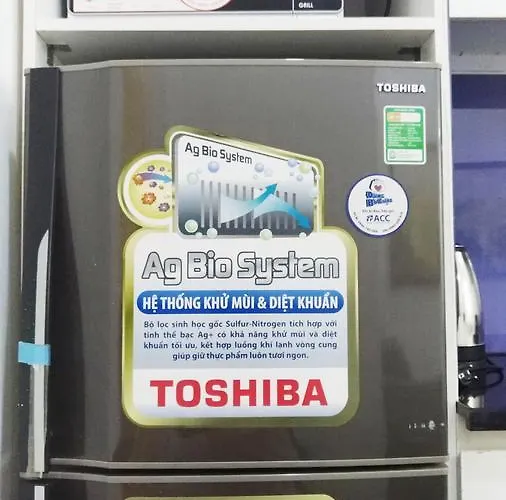 GRILL
TOSHIBA
Ag Bio System
Ag Bio System
HỆ THỐNG KHỬ MÙI & DIỆT KHUẨN
Bộ lọc sinh học gốc Sulfur-Nitrogen tích hợp với
tinh thể bạc Ag+ có khả năng khử mùi và diệt
khuẩn tối ưu, kết hợp luồng khí lạnh vòng cung
giúp giữ thực phẩm luôn tươi ngon.
TOSHIBA
ACC